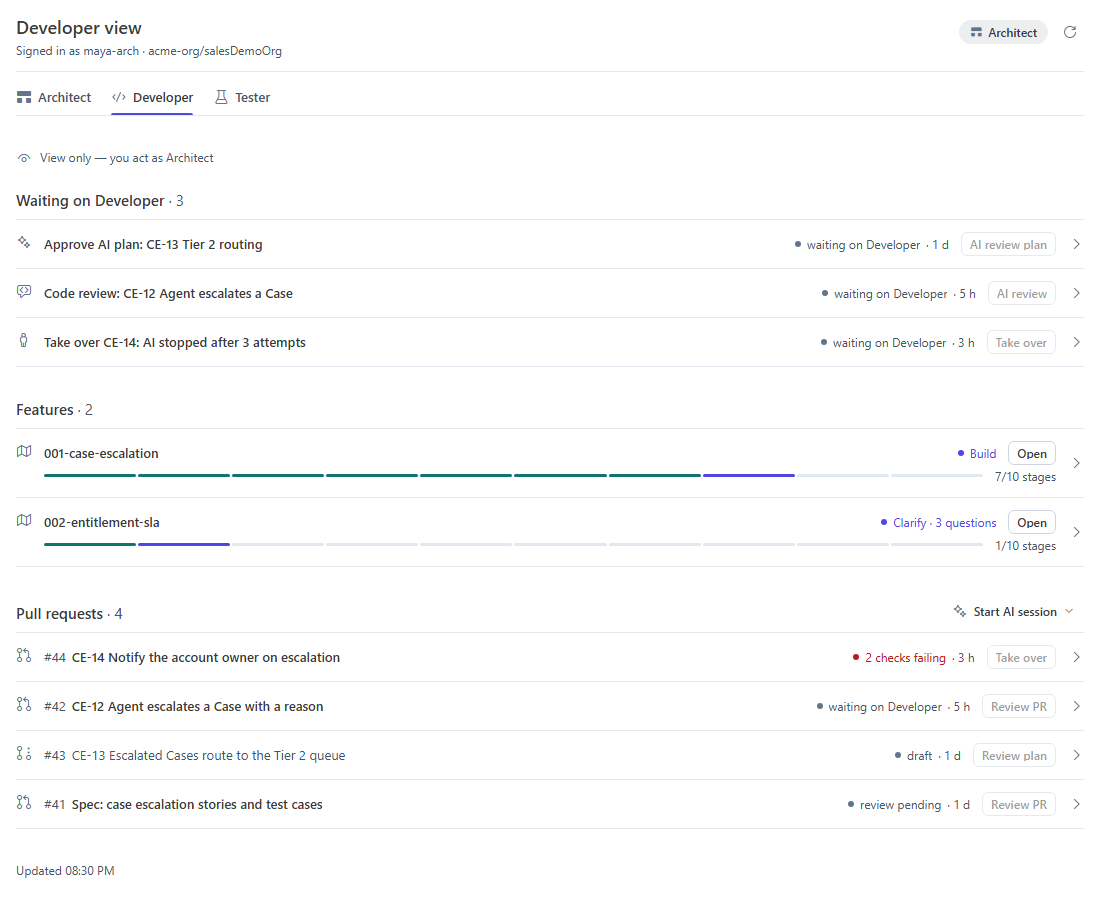 Developer view
Signed in as maya-arch · acme-org/salesDemoOrg
Architect
Architect
Developer
Tester
View only — you act as Architect
Waiting on Developer · 3
Approve AI plan: CE-13 Tier 2 routing
waiting on Developer · 1 d
AI review plan
Code review: CE-12 Agent escalates a Case
waiting on Developer · 5 h
AI review
Take over CE-14: AI stopped after 3 attempts
waiting on Developer · 3 h
Take over
Features · 2
001-case-escalation
Build
Open
7/10 stages
002-entitlement-sla
Clarify · 3 questions
Open
1/10 stages
Pull requests · 4
Start AI session
#44 CE-14 Notify the account owner on escalation
2 checks failing · 3 h
Take over
#42 CE-12 Agent escalates a Case with a reason
waiting on Developer · 5 h
Review PR
#43 CE-13 Escalated Cases route to the Tier 2 queue
draft · 1 d
Review plan
#41 Spec: case escalation stories and test cases
review pending · 1 d
Review PR
Updated 08:30 PM